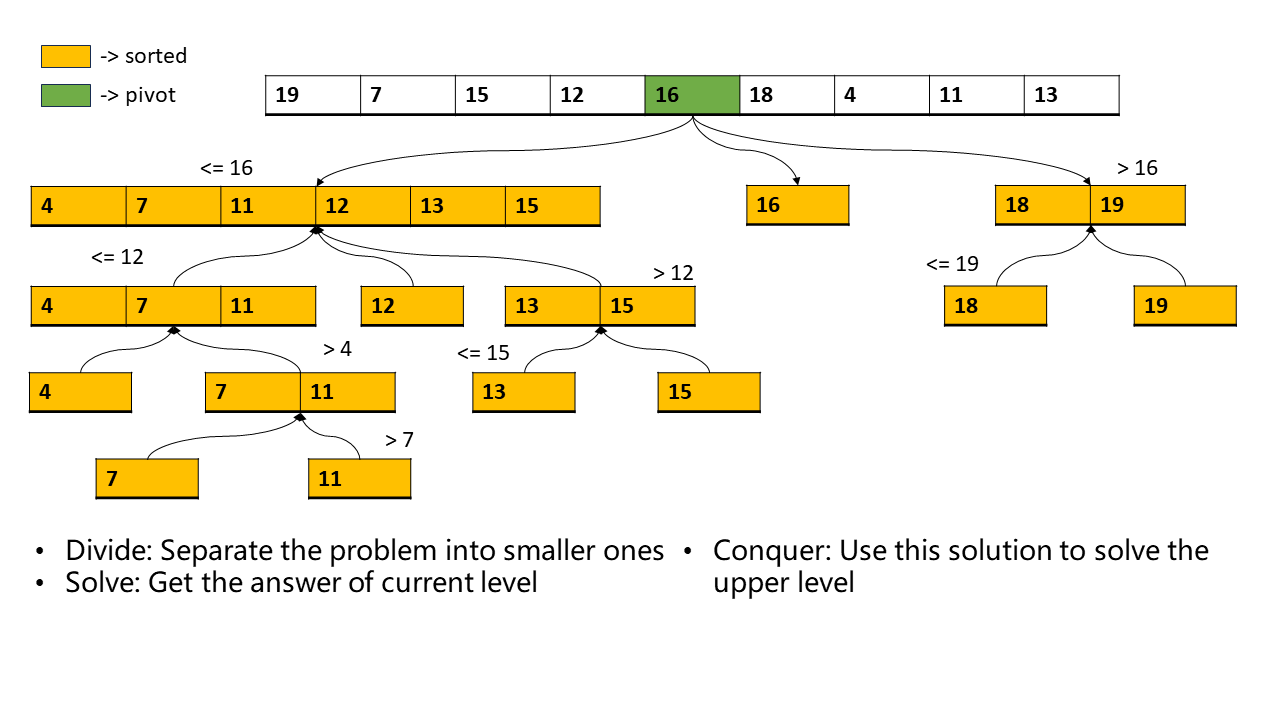 -> sorted
-> pivot
19 7 15 12 16 18 4 11 13
<= 16
> 16
4 7 11 12 13 15
16
18 19
<= 12
> 12
<= 19
4 7 11
12
13 15
18
19
> 4
<= 15
4
7 11
13
15
> 7
7
11
• Divide: Separate the problem into smaller ones
• Solve: Get the answer of current level
• Conquer: Use this solution to solve the
upper level